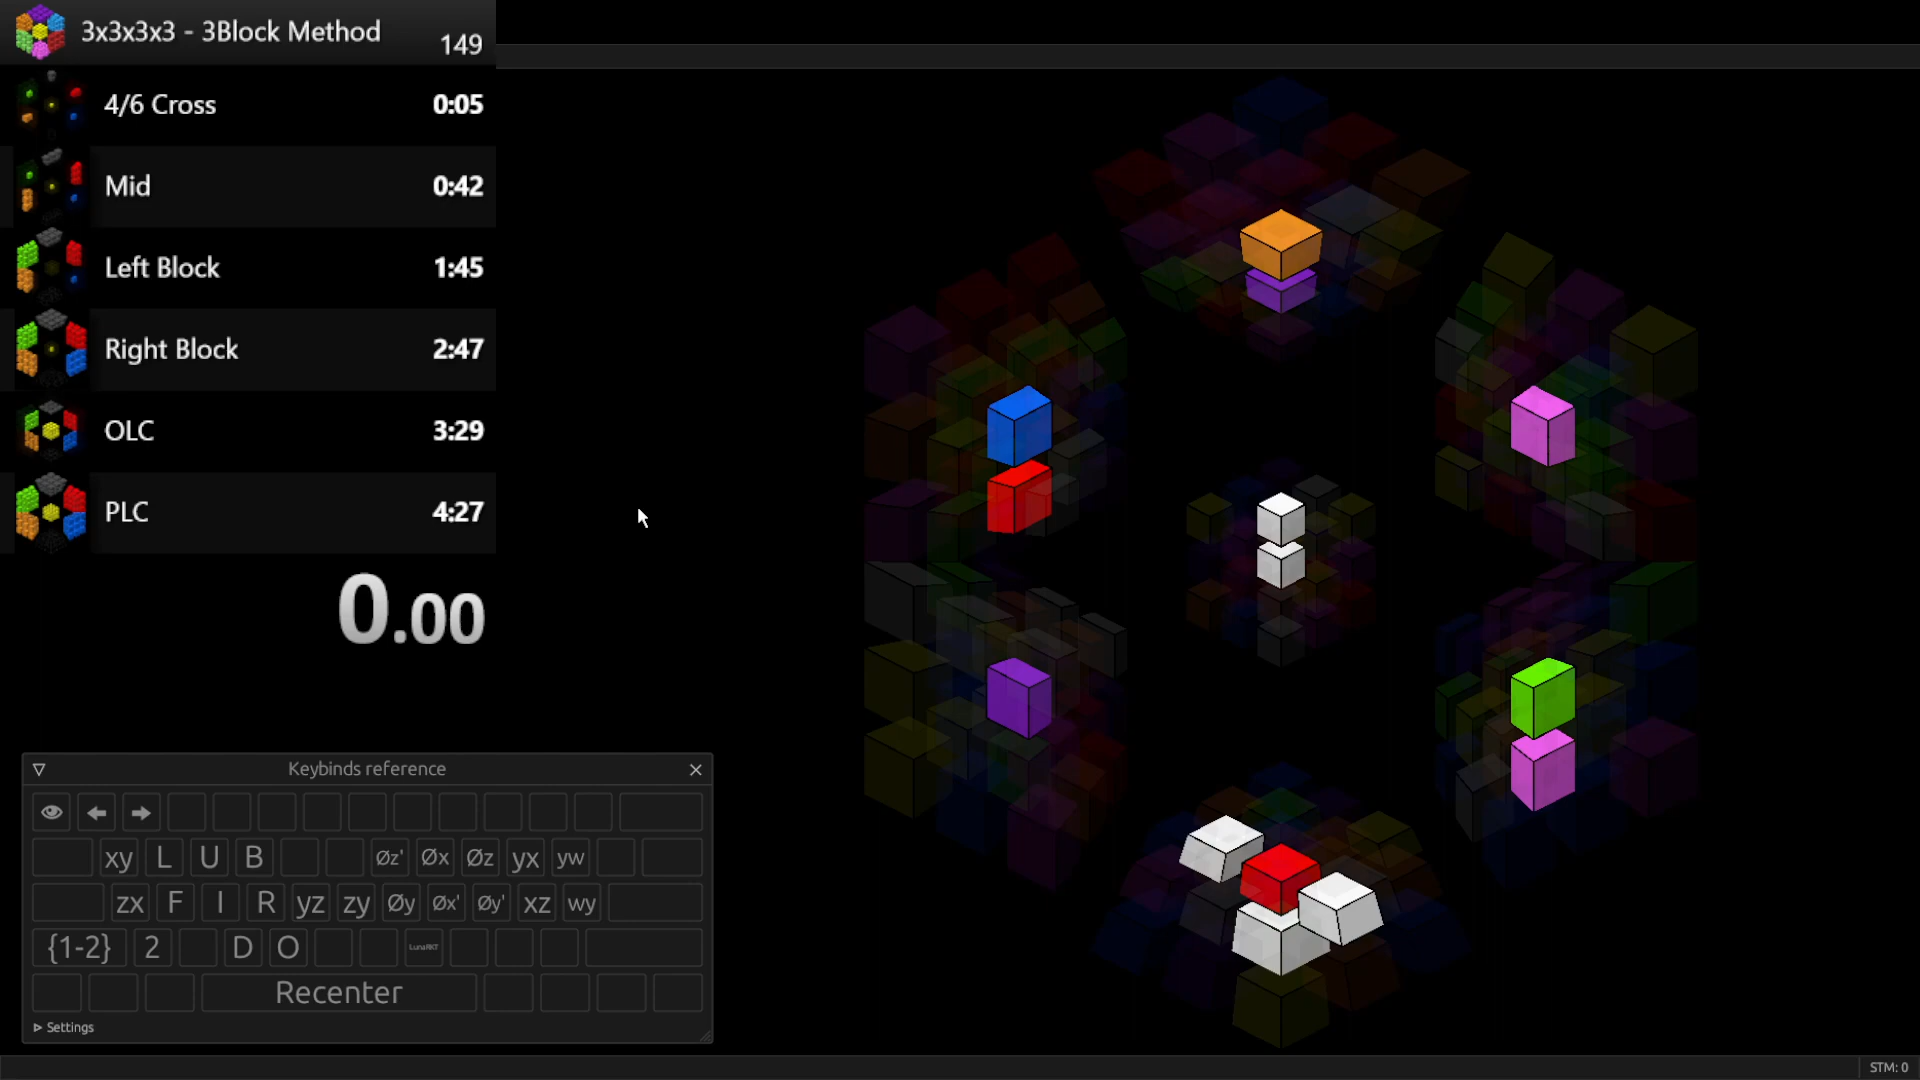 3x3x3x3 - 3Block Method
149
4/6 Cross 0:05
Mid 0:42
Left Block 1:45
Right Block 2:47
OLC 3:29
PLC 4:27
0.00
Keybinds reference
xy L U B Øz' Øx Øz yx yw
zx F I R yz zy Øy Øx' Øy' xz wy
{1-2} 2 D O LunaRKT
Recenter
Settings
STM: 0